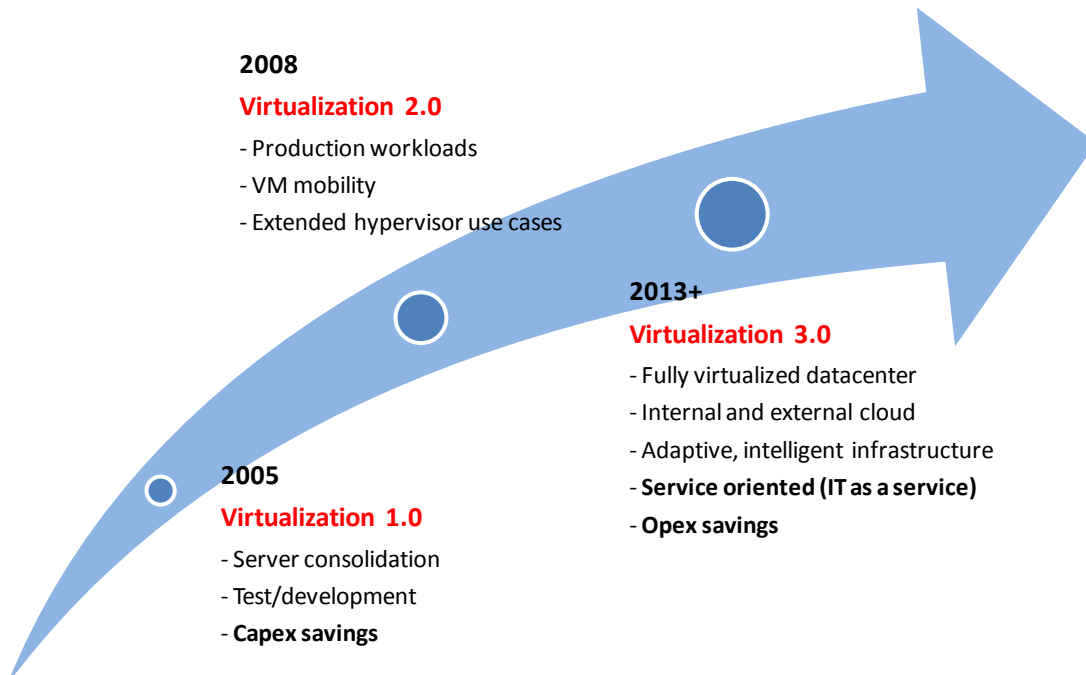 2008
Virtualization 2.0
- Production workloads
- VM mobility
- Extended hypervisor use cases
2013+
Virtualization 3.0
- Fully virtualized datacenter
- Internal and external cloud
- Adaptive, intelligent infrastructure
- Service oriented (IT as a service)
- Opex savings
2005
Virtualization 1.0
- Server consolidation
- Test/development
- Capex savings